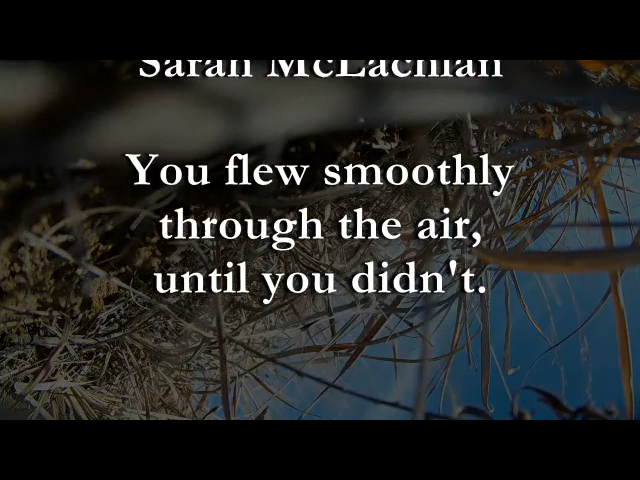 Sarah McLachlan
You flew smoothly
through the air,
until you didn't.